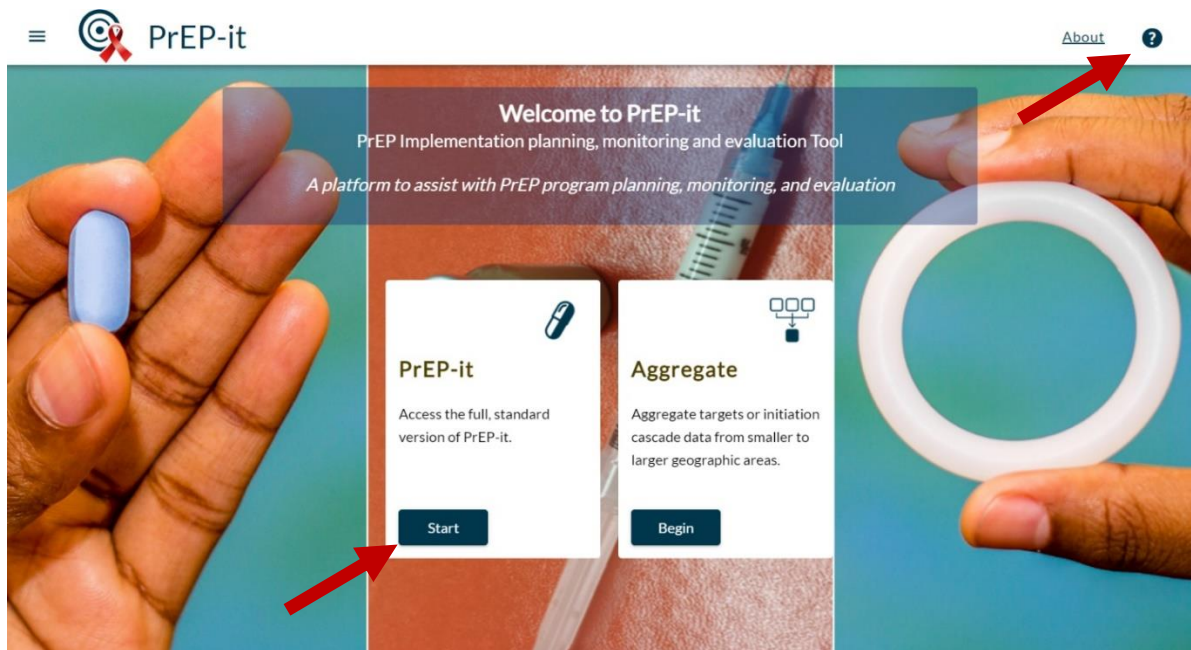 PrEP-it
About
?
Welcome to PrEP-it
PrEP Implementation planning, monitoring and evaluation Tool
A platform to assist with PrEP program planning, monitoring, and evaluation
PrEP-it
Access the full, standard
version of PrEP-it.
Start
Aggregate
Aggregate targets or initiation
cascade data from smaller to
larger geographic areas.
Begin